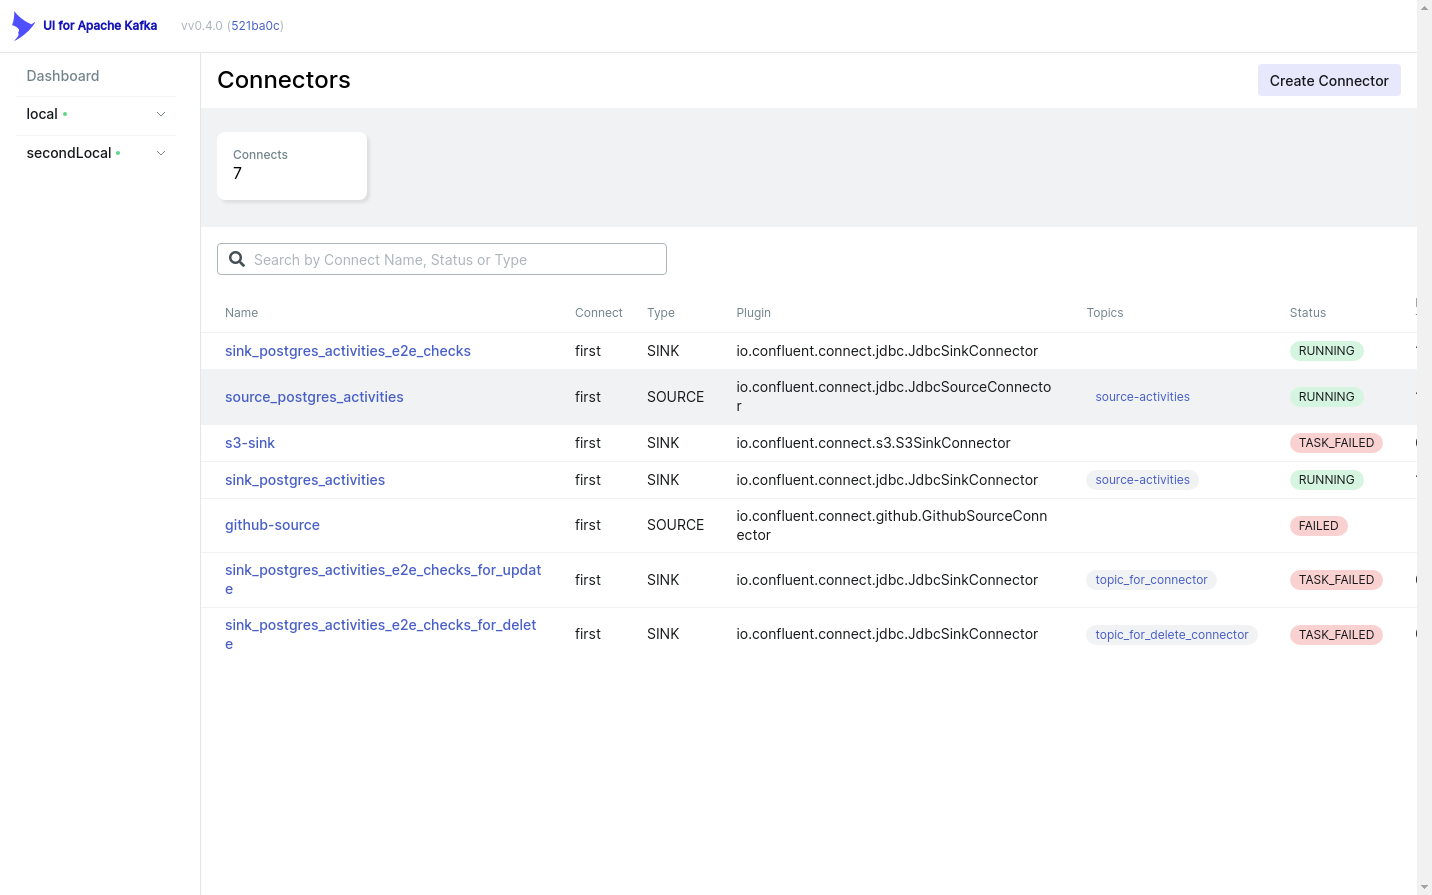 UI for Apache Kafka vv0.4.0 (521ba0c)
Dashboard
local
secondLocal
Connectors
Create Connector
Connects
7
Search by Connect Name, Status or Type
Name Connect Type Plugin Topics Status
sink_postgres_activities_e2e_checks first SINK io.confluent.connect.jdbc.JdbcSinkConnector RUNNING
source_postgres_activities first SOURCE io.confluent.connect.jdbc.JdbcSourceConnecto
r source-activities RUNNING
s3-sink first SINK io.confluent.connect.s3.S3SinkConnector TASK_FAILED
sink_postgres_activities first SINK io.confluent.connect.jdbc.JdbcSinkConnector source-activities RUNNING
github-source first SOURCE io.confluent.connect.github.GithubSourceConn
ector FAILED
sink_postgres_activities_e2e_checks_for_updat
e first SINK io.confluent.connect.jdbc.JdbcSinkConnector topic_for_connector TASK_FAILED
sink_postgres_activities_e2e_checks_for_delet
e first SINK io.confluent.connect.jdbc.JdbcSinkConnector topic_for_delete_connector TASK_FAILED